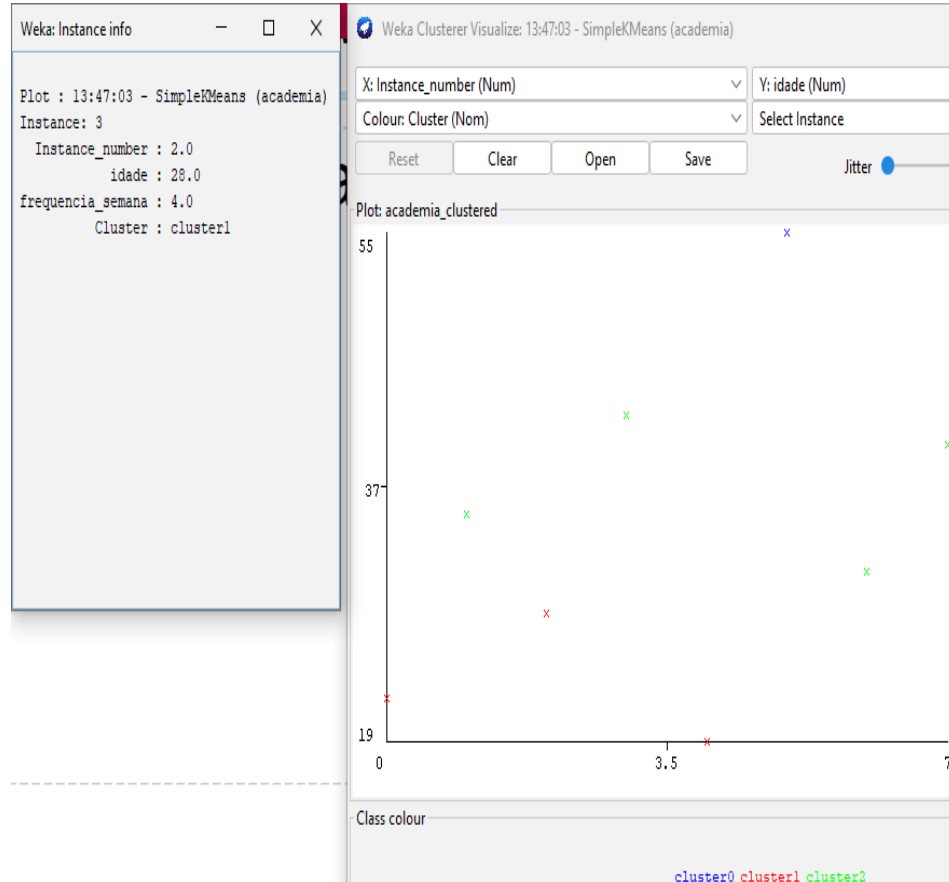 Weka: Instance info
Plot : 13:47:03 - SimpleKMeans (academia)
Instance: 3
Instance_number : 2.0
idade : 28.0
frequencia_semana : 4.0
Cluster : cluster1
Weka Clusterer Visualize: 13:47:03 - SimpleKMeans (academia)
X: Instance_number (Num) Y: idade (Num)
Colour: Cluster (Nom) Select Instance
Reset Clear Open Save Jitter
Plot: academia_clustered
55
37
19
0 3.5 7
Class colour
cluster0 cluster1 cluster2